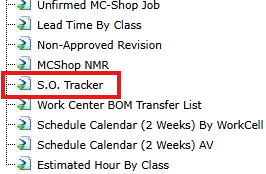 Unfirmed MC-Shop Job
Lead Time By Class
Non-Approved Revision
MCShop NMR
S.O. Tracker
Work Center BOM Transfer List
Schedule Calendar (2 Weeks) By WorkCell
Schedule Calendar (2 Weeks) AV
Estimated Hour By Class